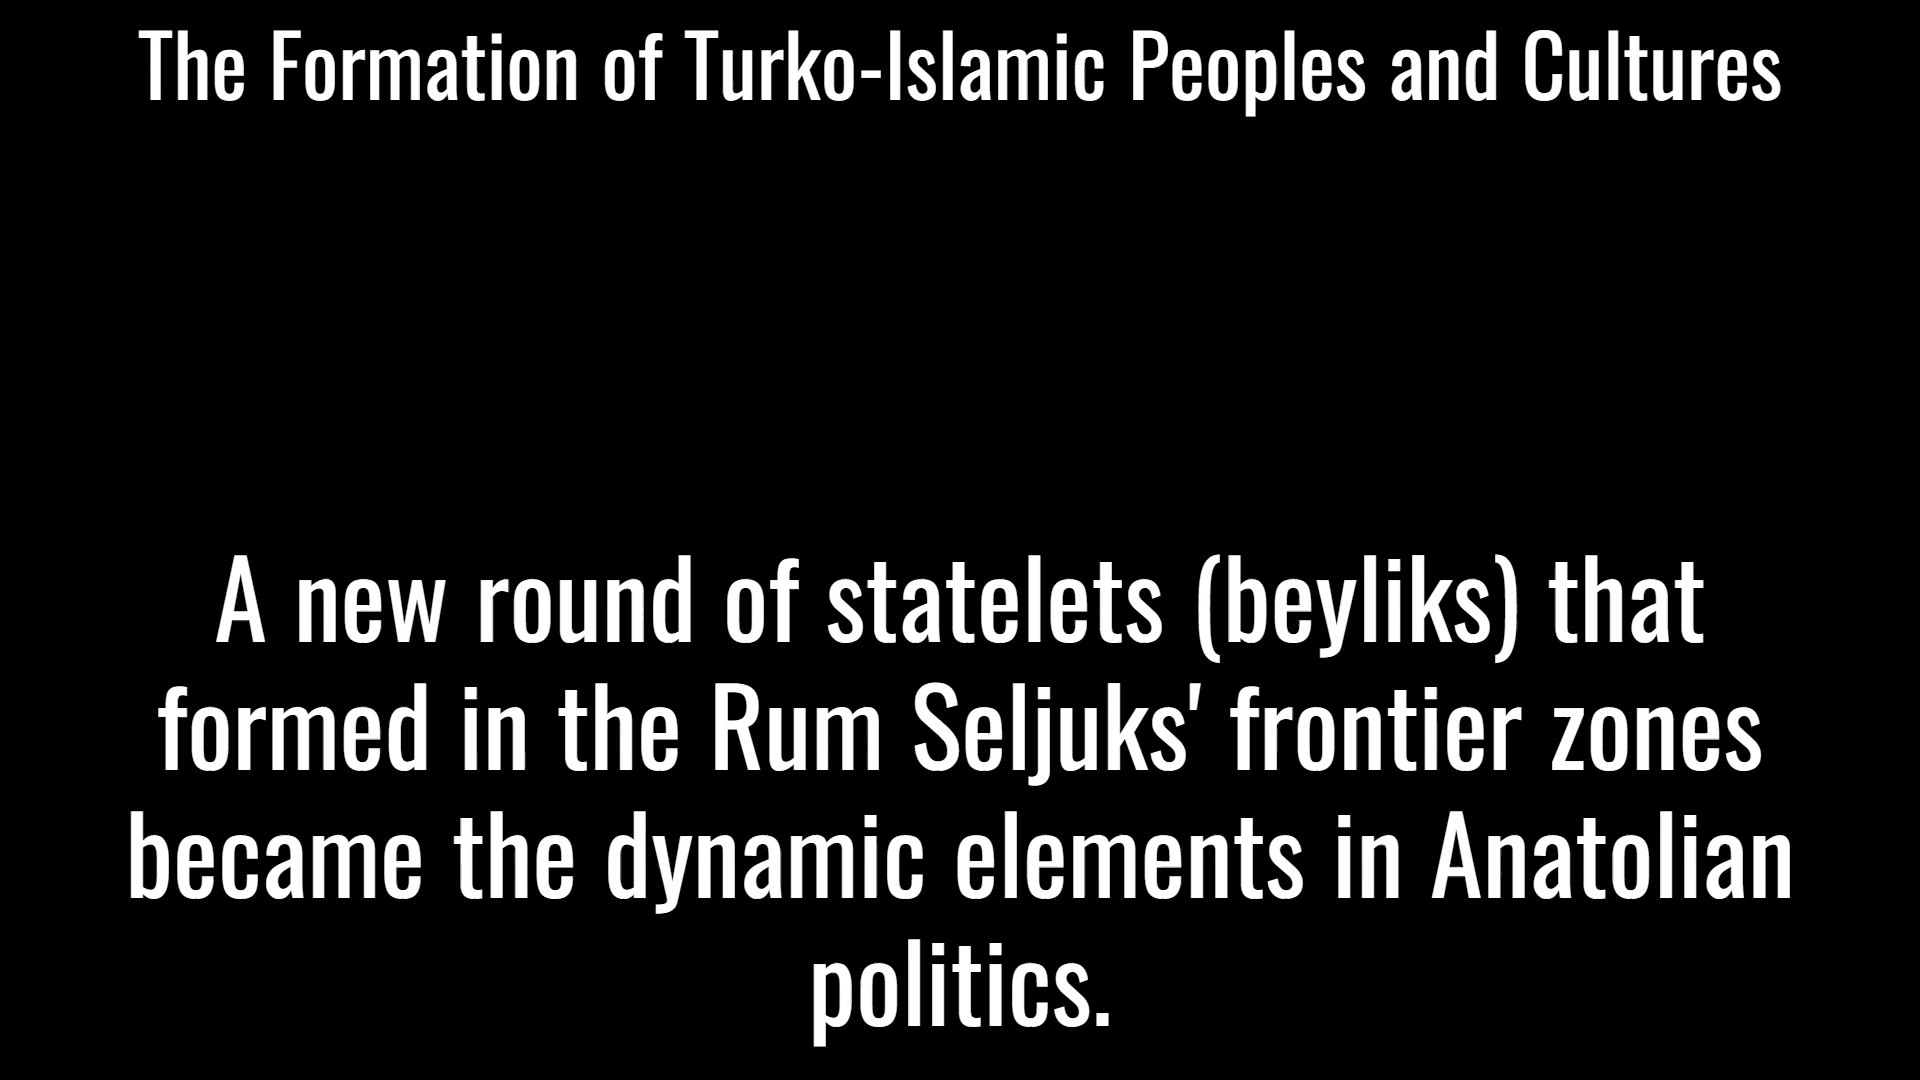 The Formation of Turko-Islamic Peoples and Cultures
A new round of statelets (beyliks) that
formed in the Rum Seljuks' frontier zones
became the dynamic elements in Anatolian
politics.